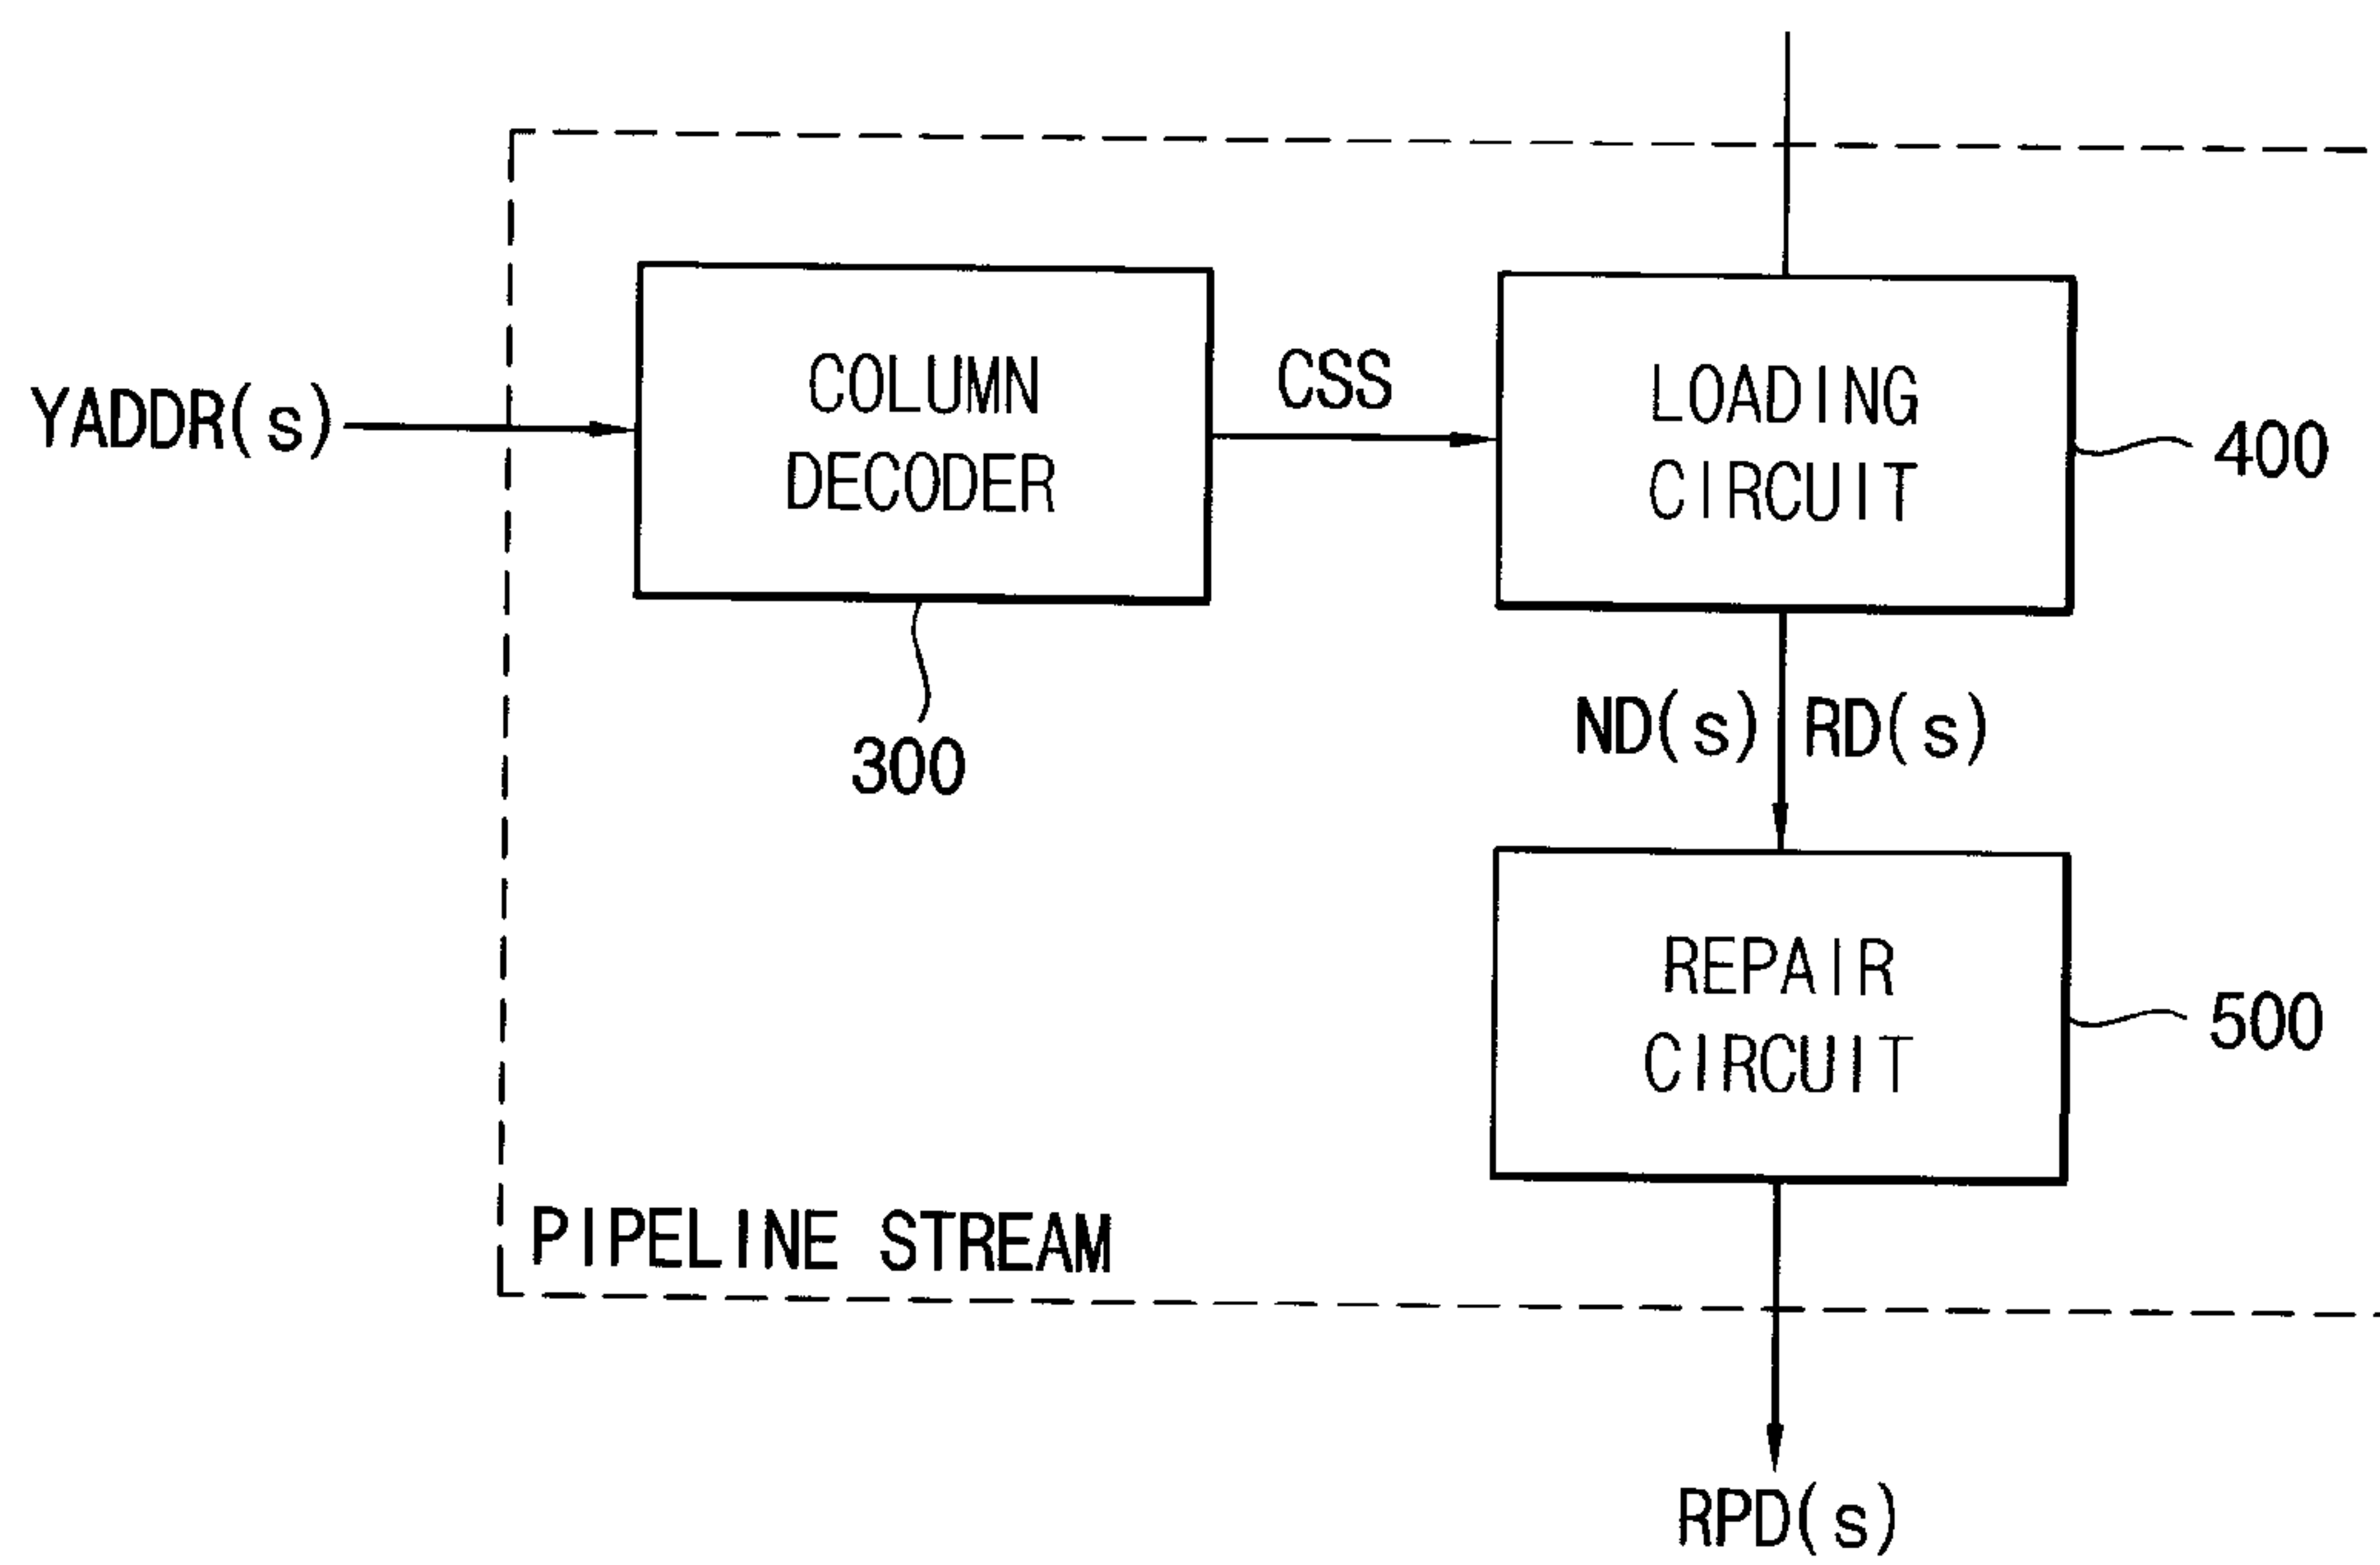 YADDR(s)
COLUMN
DECODER
300
CSS
LOADING
CIRCUIT
400
ND(s) RD(s)
REPAIR
CIRCUIT
500
PIPELINE STREAM
RPD(s)